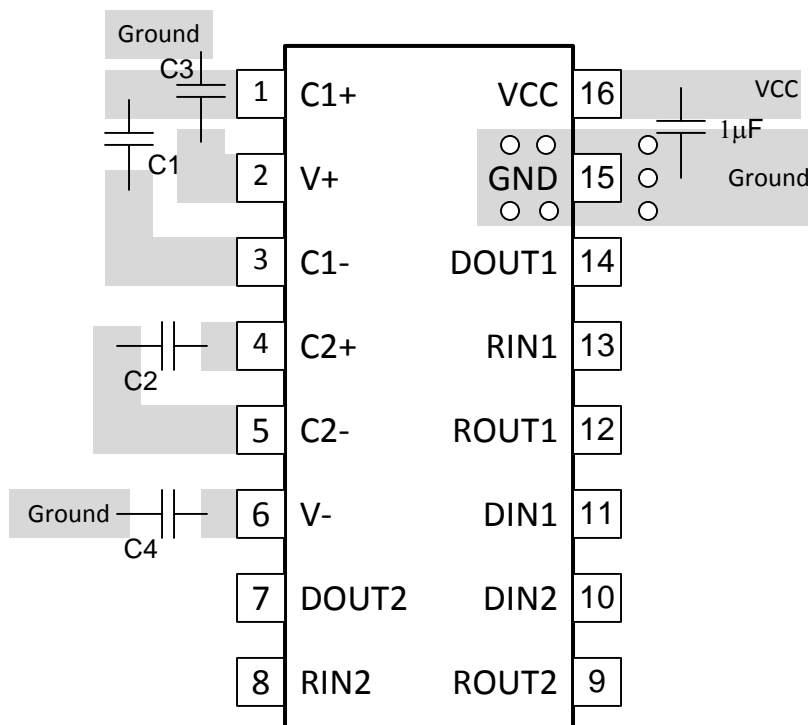 Ground
C3
1 C1+ VCC 16 VCC
C1
1µF
2 V+ GND 15 Ground
3 C1- DOUT1 14
4 C2+ RIN1 13
C2
5 C2- ROUT1 12
Ground
6 V- DIN1 11
C4
7 DOUT2 DIN2 10
8 RIN2 ROUT2 9